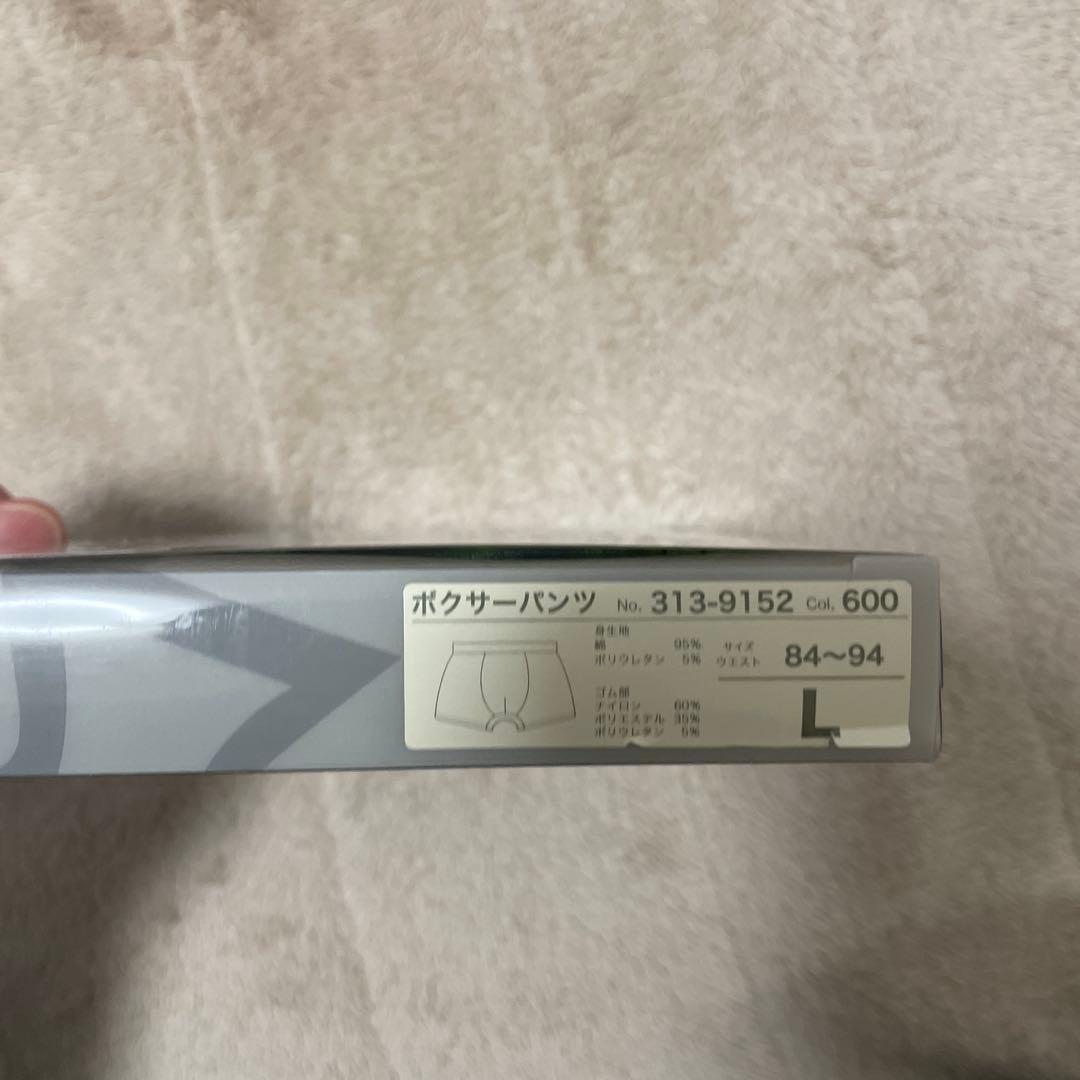 ボクサーパンツ No. 313-9152 Col. 600
身生地
綿 95%
ポリウレタン 5%
ゴム部
ナイロン 60%
ポリエステル 35%
ポリウレタン 5%
サイズ
ウエスト 84〜94
L